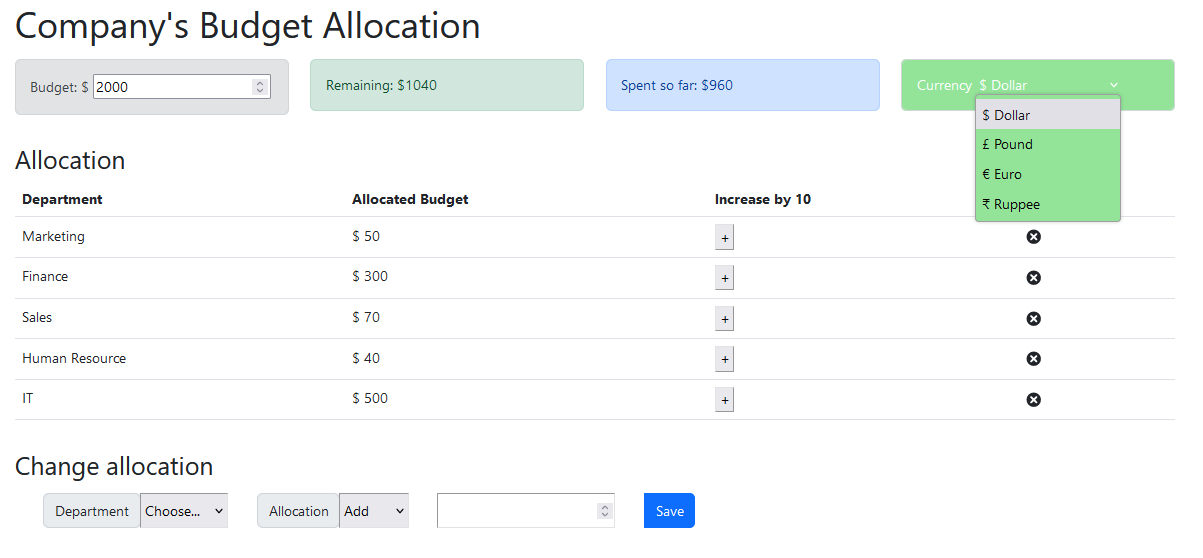 Company's Budget Allocation
Budget: $ 2000
Remaining: $1040
Spent so far: $960
Currency $ Dollar
$ Dollar
£ Pound
€ Euro
₹ Ruppee
Allocation
Department Allocated Budget Increase by 10
Marketing $ 50 +
Finance $ 300 +
Sales $ 70 +
Human Resource $ 40 +
IT $ 500 +
Change allocation
Department Choose... Allocation Add Save